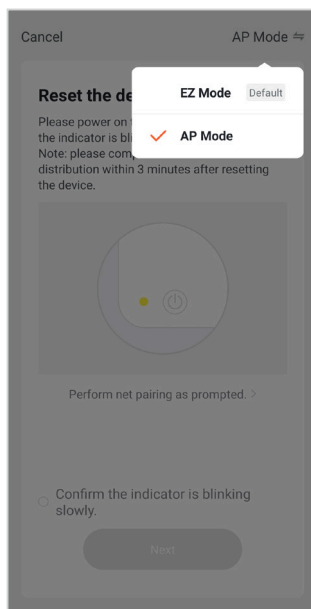 Cancel
AP Mode
EZ Mode Default
AP Mode
Reset the de
Please power on
the indicator is bli
Note: please com
distribution within 3 minutes after resetting
the device.
Perform net pairing as prompted. >
Confirm the indicator is blinking
slowly.
Next